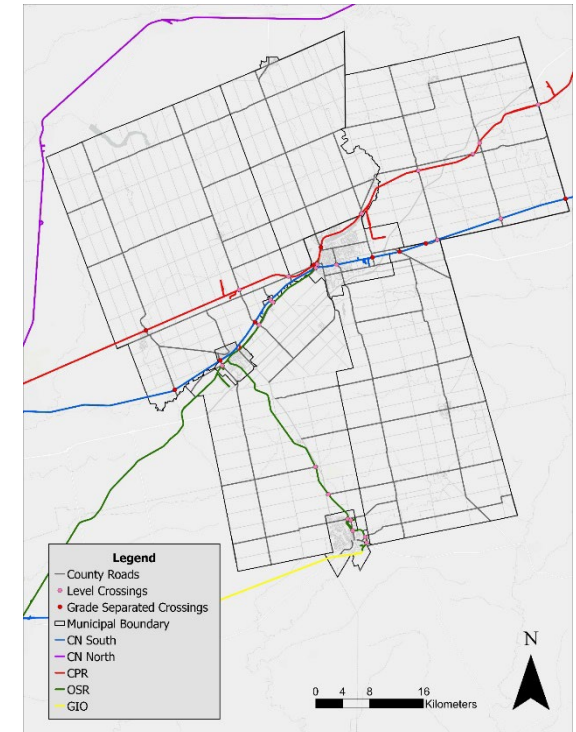 Legend
County Roads
Level Crossings
Grade Separated Crossings
Municipal Boundary
CN South
CN North
CPR
OSR
GIO
N
0 4 8 16
Kilometers